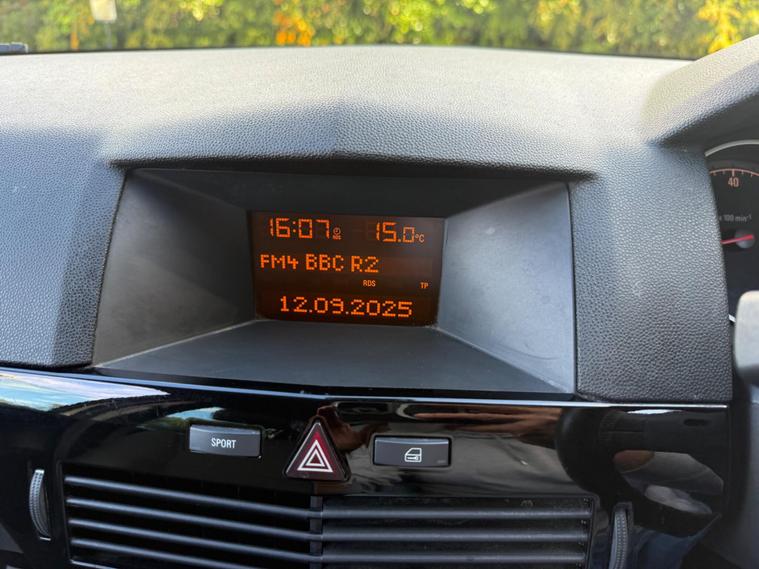 16:07 15.0°C
FM4 BBC R2
RDS TP
12.09.2025
40
x 100 min⁻¹
SPORT